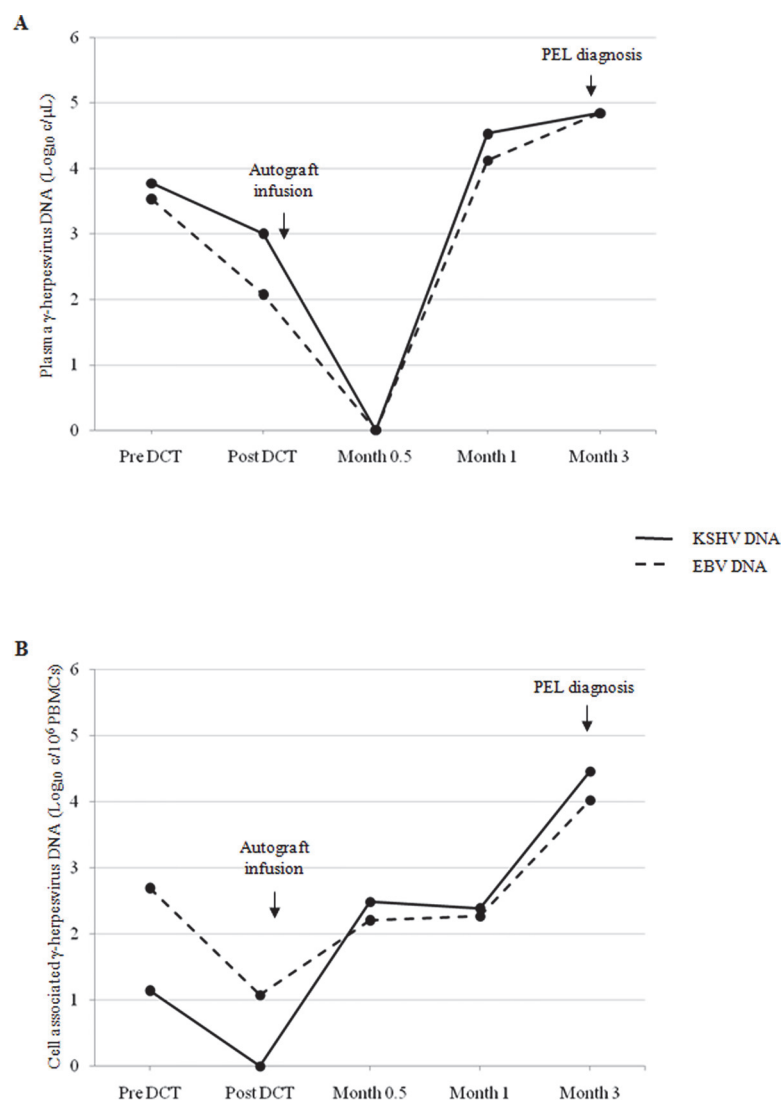 A
Plasma γ-herpesvirus DNA (Log₁₀ c/μL)
6
5
4
3
2
1
0
PEL diagnosis
Autograft
infusion
Pre DCT
Post DCT
Month 0.5
Month 1
Month 3
KSHV DNA
EBV DNA
B
Cell associated γ-herpesvirus DNA (Log₁₀ c/10⁶ PBMCs)
6
5
4
3
2
1
0
PEL diagnosis
Autograft
infusion
Pre DCT
Post DCT
Month 0.5
Month 1
Month 3